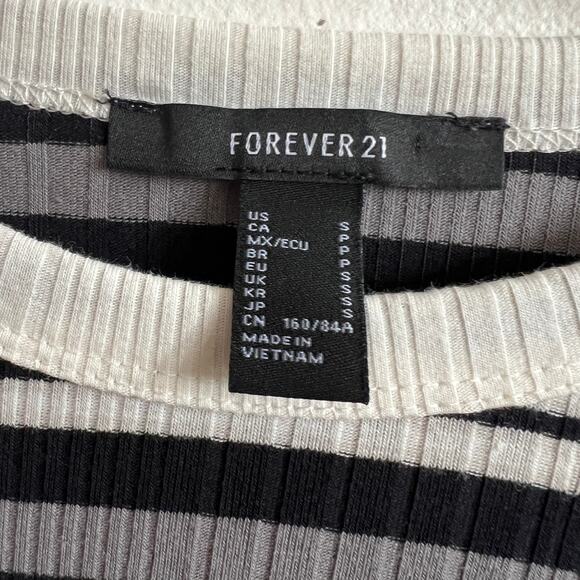 FOREVER 21
US S
CA P
MX/ECU P
BR P
EU S
UK S
KR S
JP S
CN 160/84A
MADE IN
VIETNAM